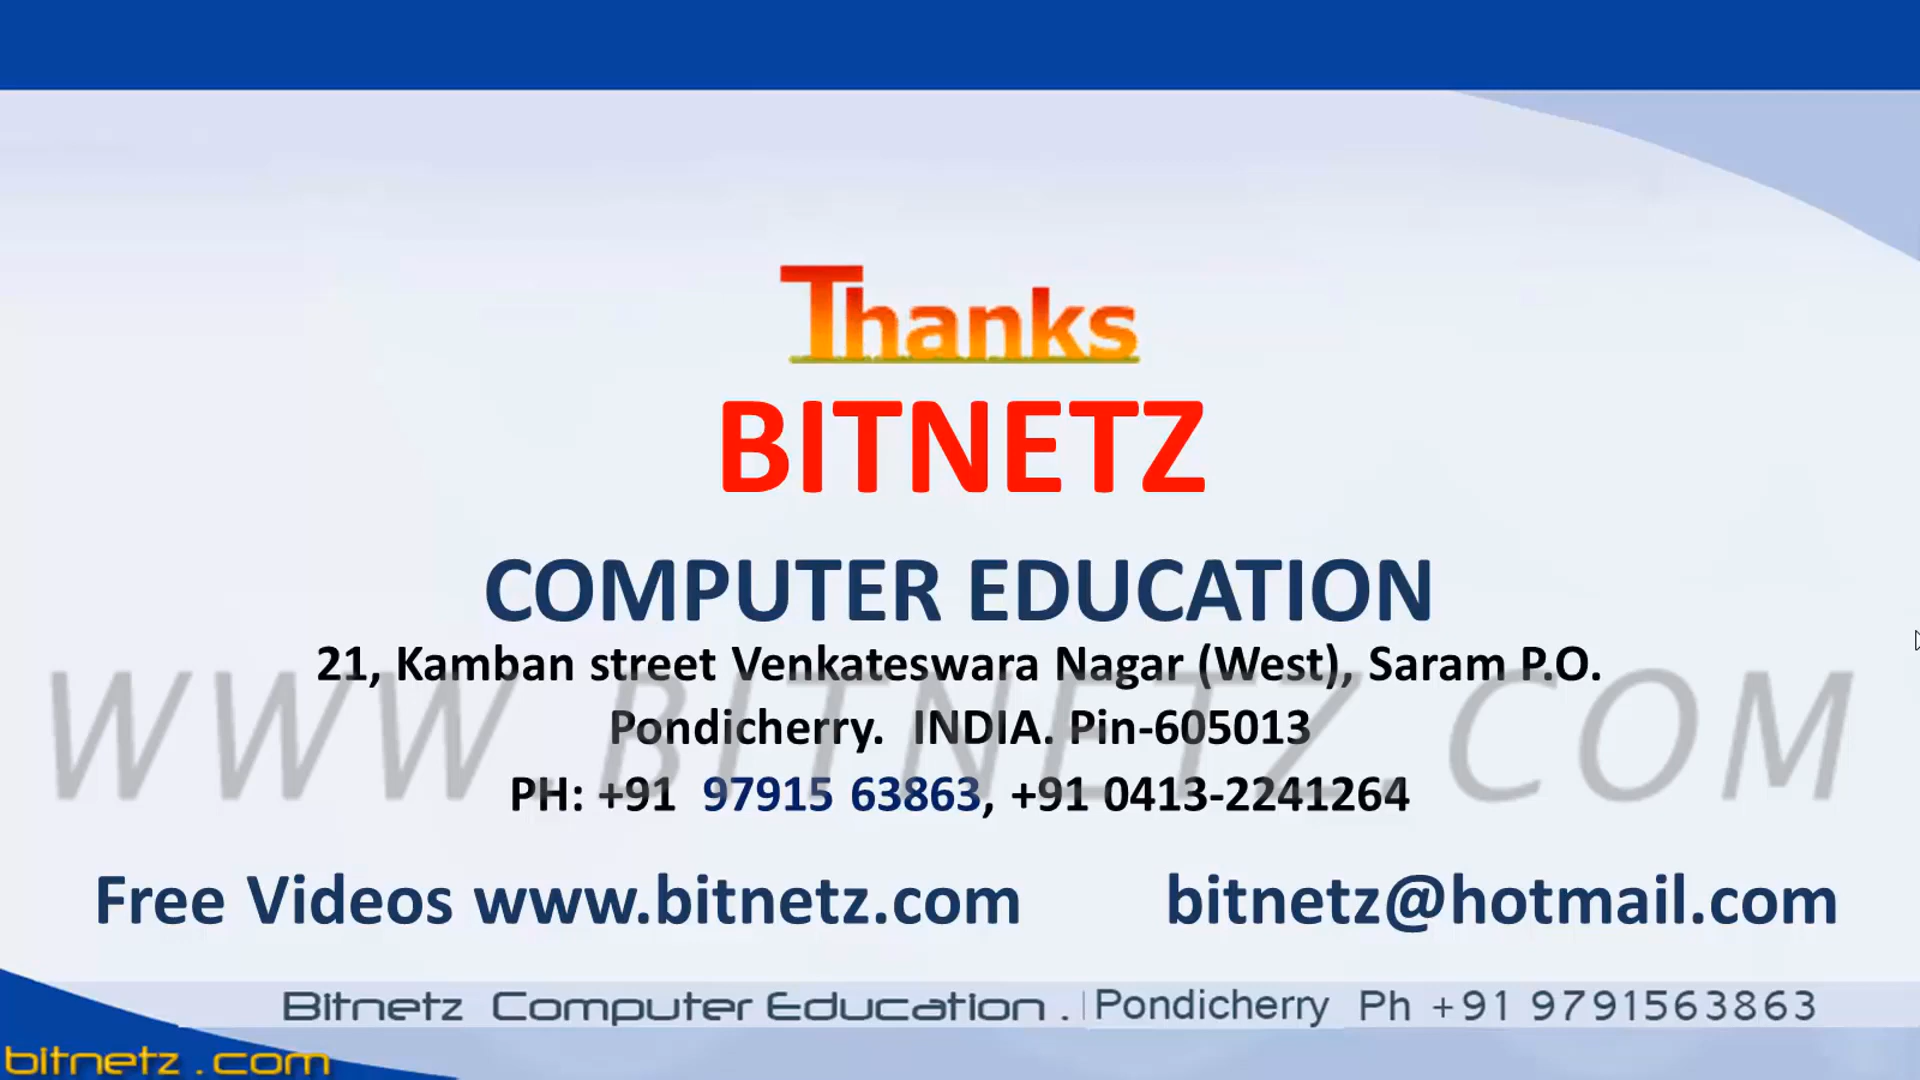 Thanks
BITNETZ
COMPUTER EDUCATION
21, Kamban street Venkateswara Nagar (West), Saram P.O.
Pondicherry. INDIA. Pin-605013
WWW.BITNETZ.COM
PH: +91 97915 63863, +91 0413-2241264
Free Videos www.bitnetz.com bitnetz@hotmail.com
Bitnetz Computer Education . Pondicherry Ph +91 9791563863
bitnetz.com